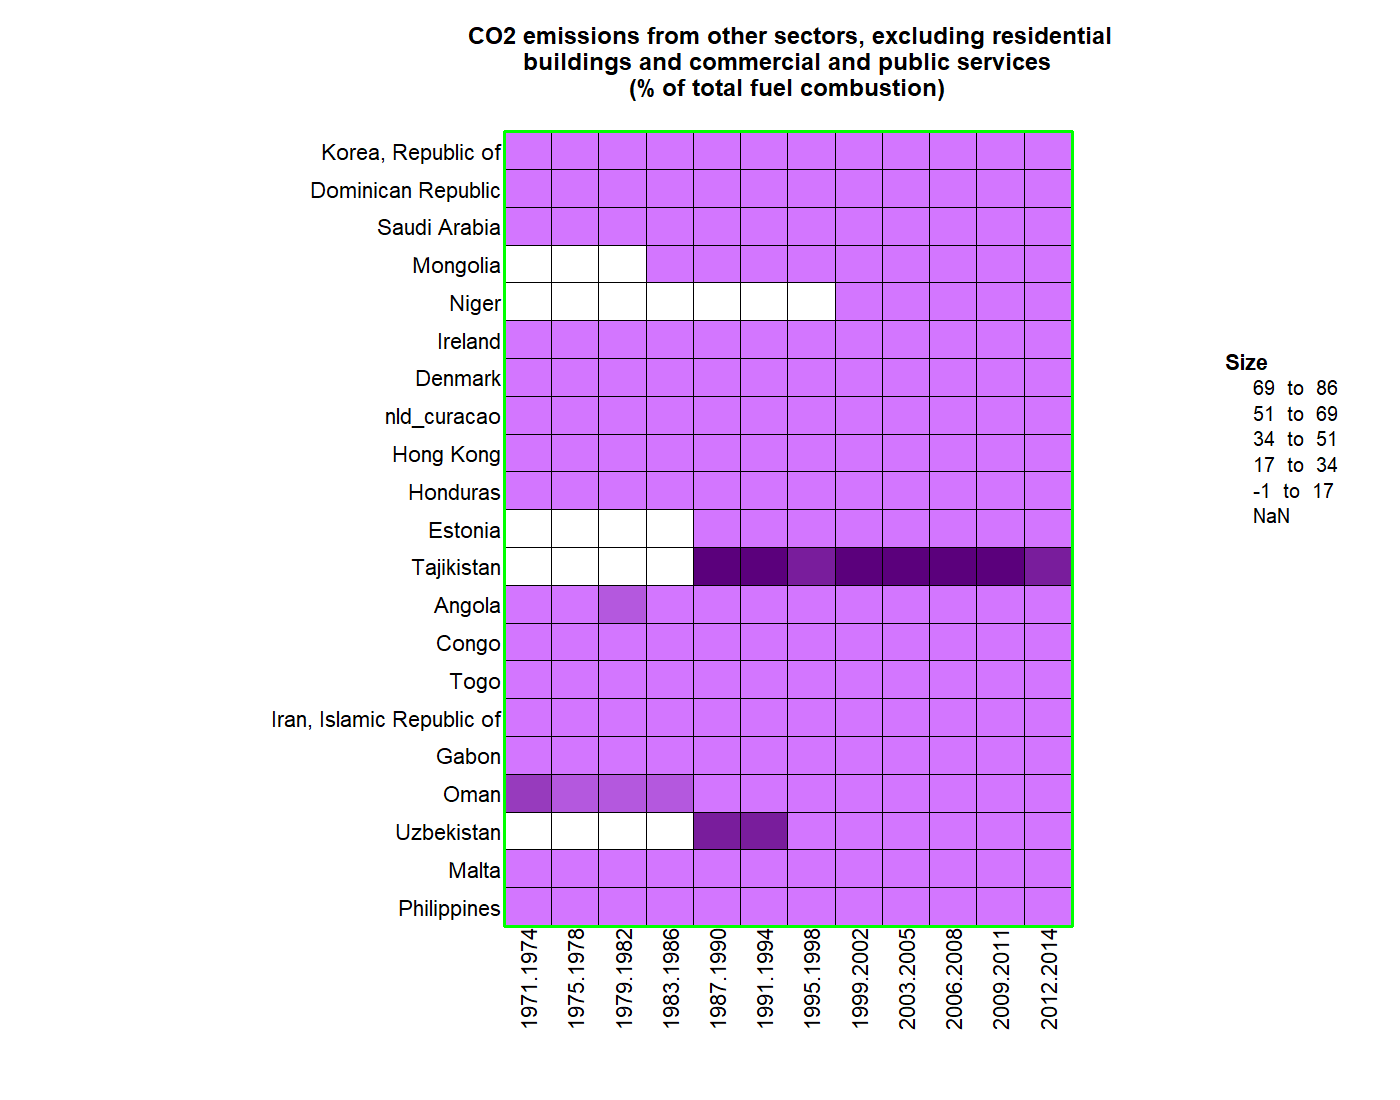 CO2 emissions from other sectors, excluding residential
buildings and commercial and public services
(% of total fuel combustion)
Korea, Republic of
Dominican Republic
Saudi Arabia
Mongolia
Niger
Ireland
Denmark
nld_curacao
Hong Kong
Honduras
Estonia
Tajikistan
Angola
Congo
Togo
Iran, Islamic Republic of
Gabon
Oman
Uzbekistan
Malta
Philippines
1971.1974
1975.1978
1979.1982
1983.1986
1987.1990
1991.1994
1995.1998
1999.2002
2003.2005
2006.2008
2009.2011
2012.2014
Size
69 to 86
51 to 69
34 to 51
17 to 34
-1 to 17
NaN